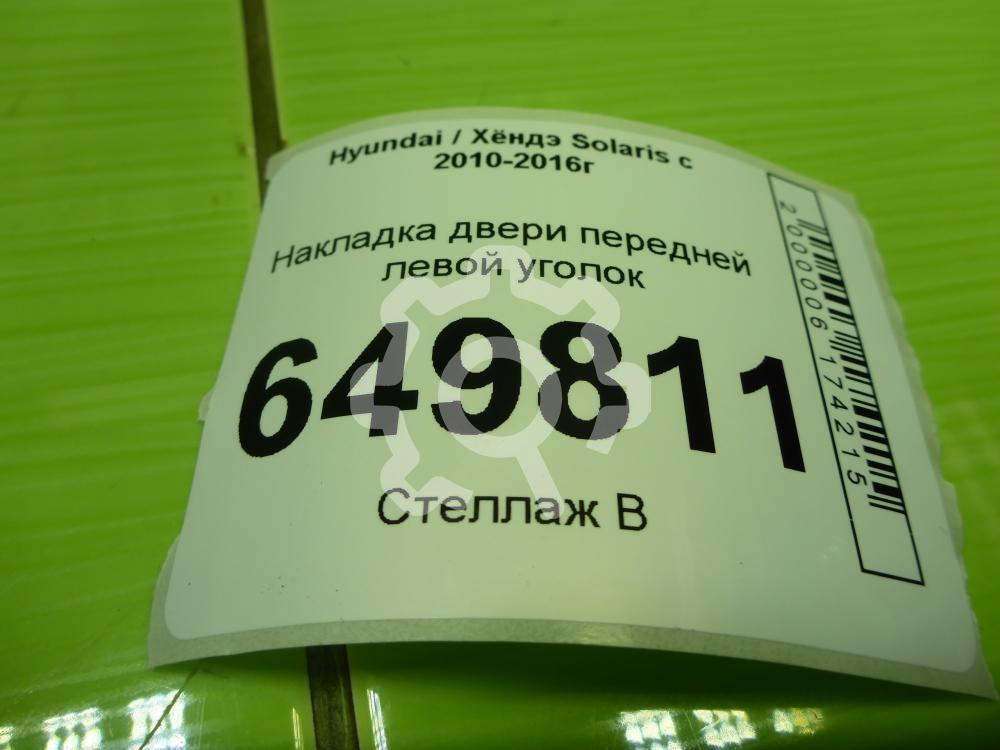 Hyundai / Хёндэ Solaris с
2010-2016г
Накладка двери передней
левой уголок
649811
Стеллаж В
2000006174215